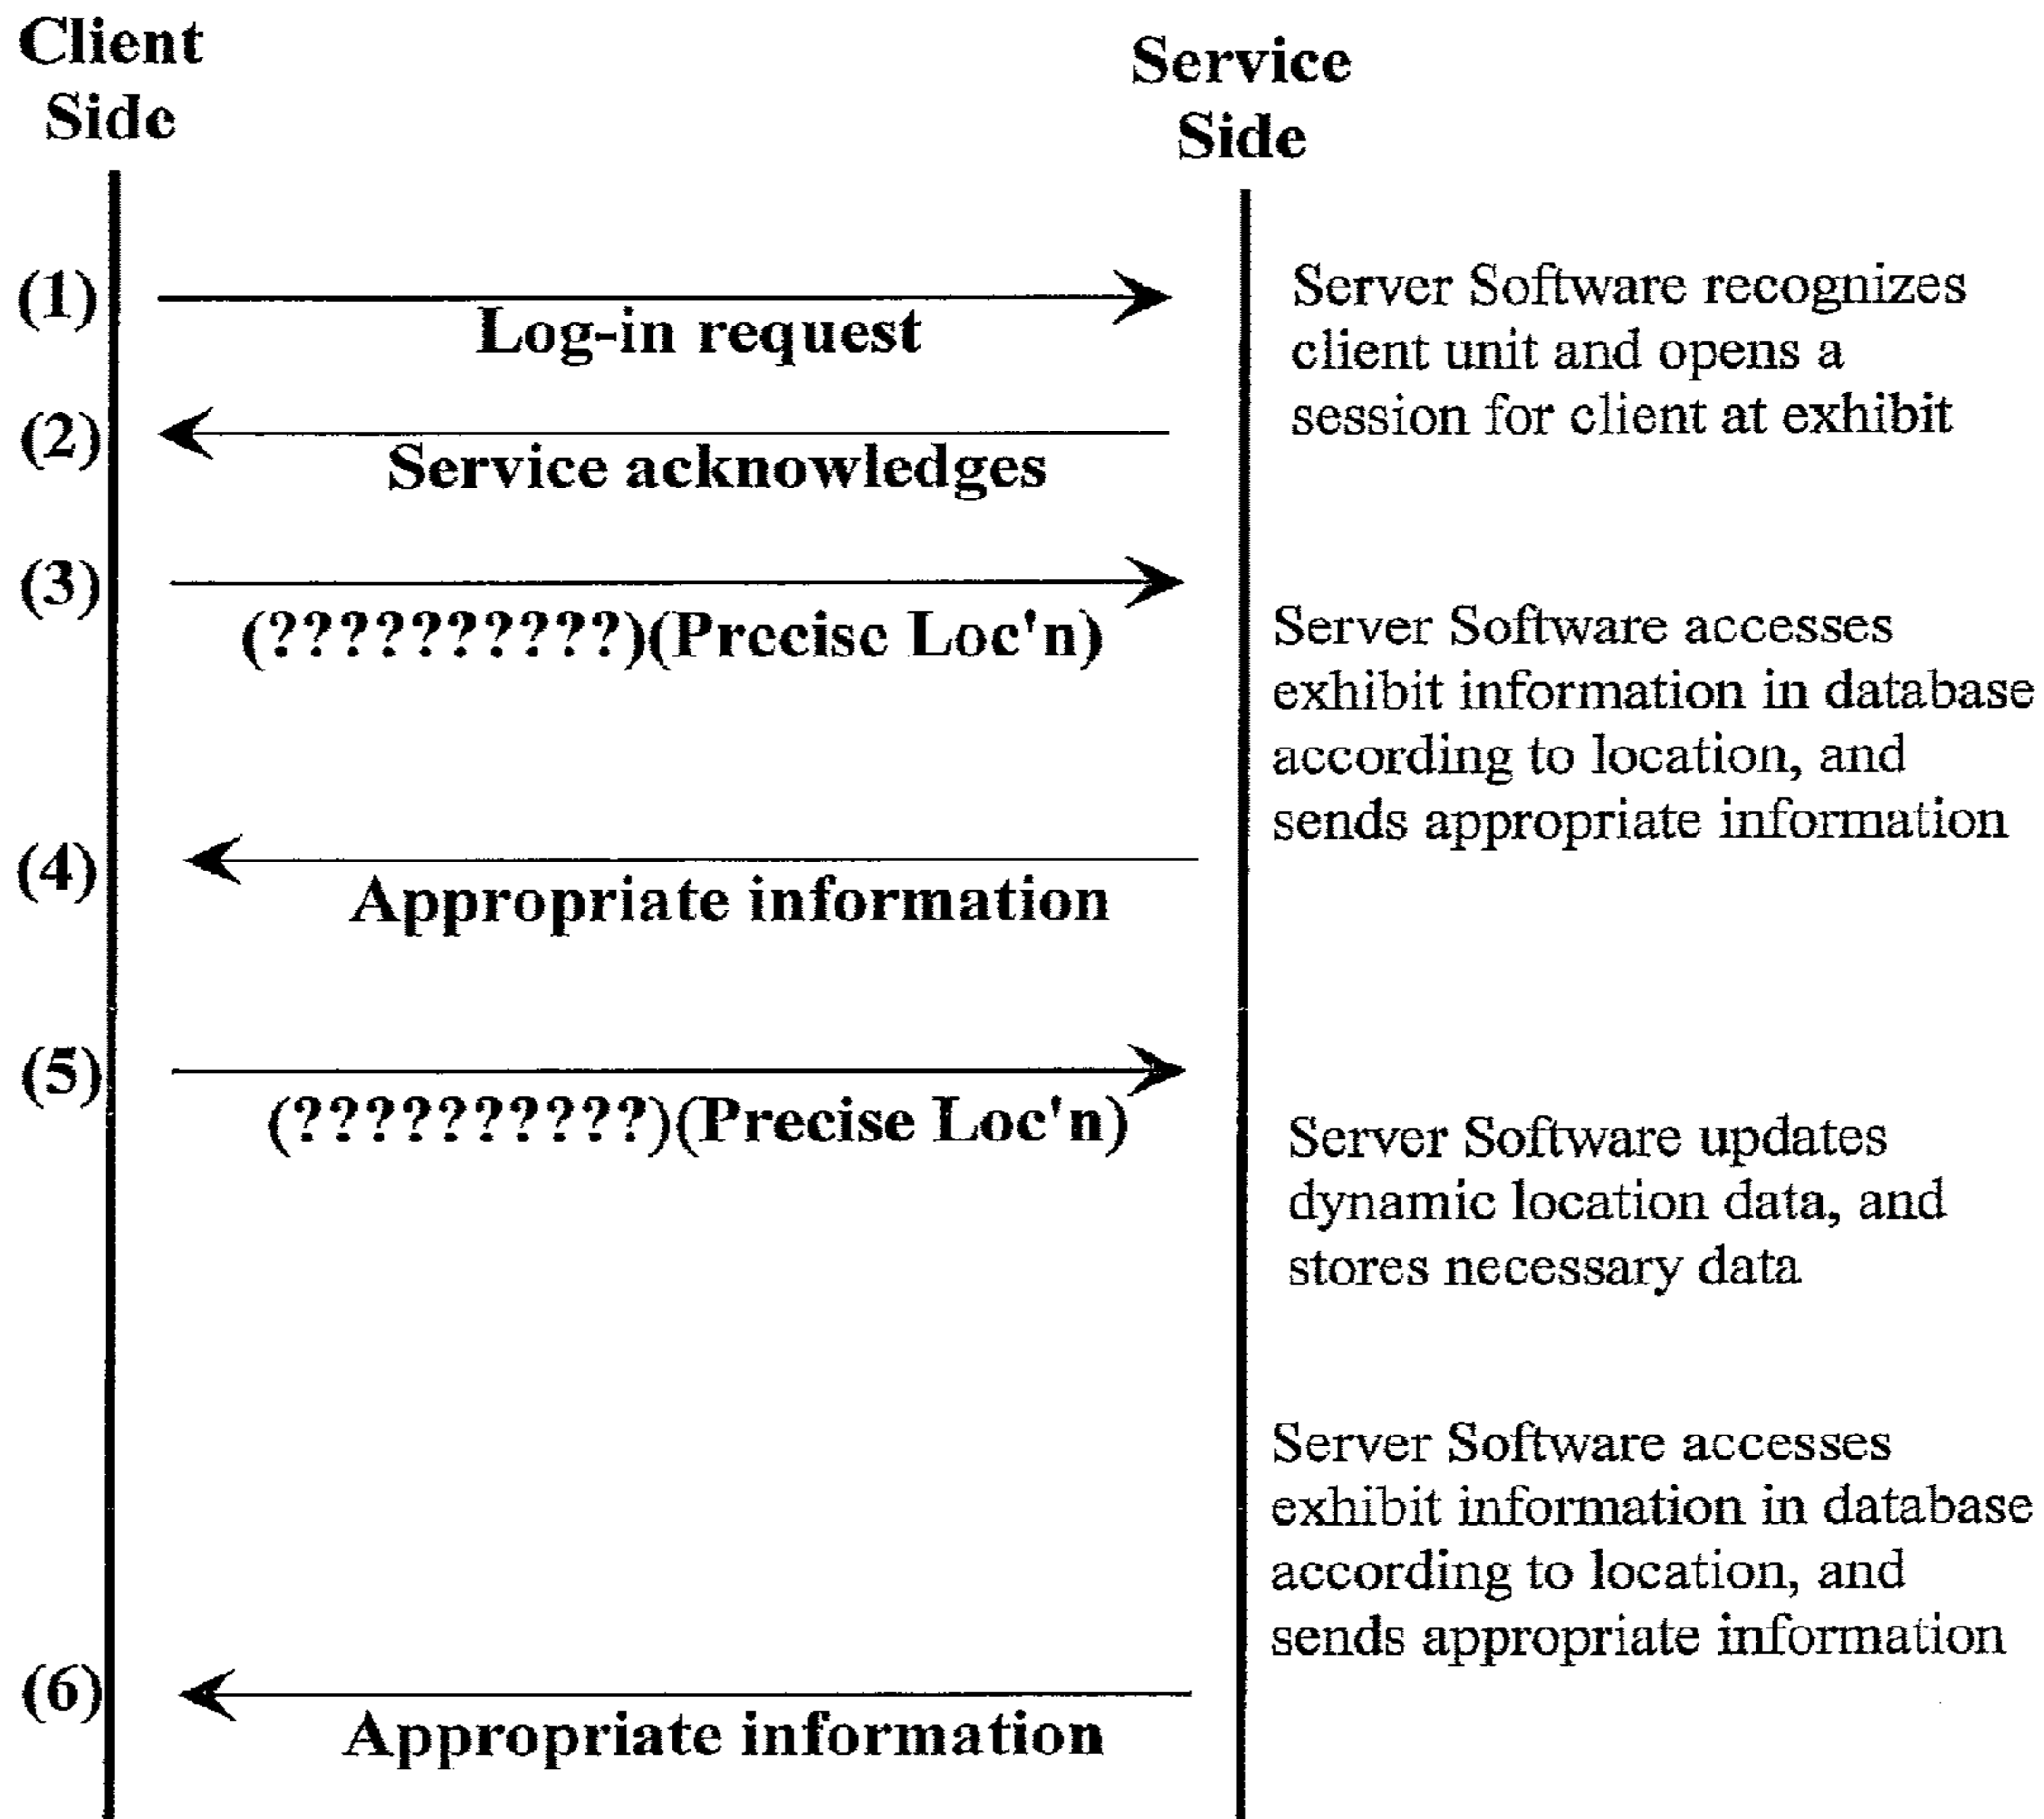 Client
Side
Service
Side
(1)
Log-in request
Server Software recognizes
client unit and opens a
session for client at exhibit
(2)
Service acknowledges
(3)
(??????????)(Precise Loc'n)
Server Software accesses
exhibit information in database
according to location, and
sends appropriate information
(4)
Appropriate information
(5)
(??????????)(Precise Loc'n)
Server Software updates
dynamic location data, and
stores necessary data
Server Software accesses
exhibit information in database
according to location, and
sends appropriate information
(6)
Appropriate information